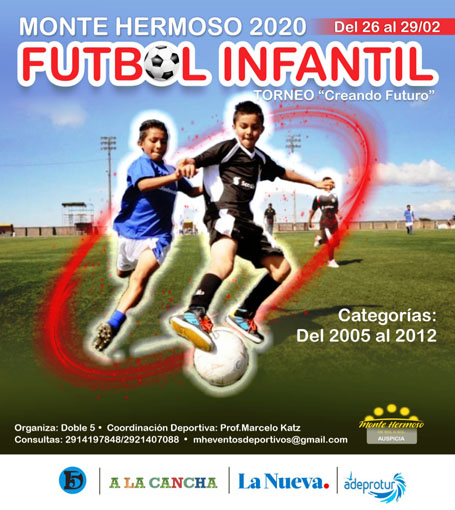 MONTE HERMOSO 2020
Del 26 al 29/02
FUTBOL INFANTIL
TORNEO "Creando Futuro"
Categorías:
Del 2005 al 2012
Organiza: Doble 5 • Coordinación Deportiva: Prof.Marcelo Katz
Consultas: 2914197848/2921407088 • mheventosdeportivos@gmail.com
Monte Hermoso
AUSPICIA
A LA CANCHA
La Nueva.
adeprotur